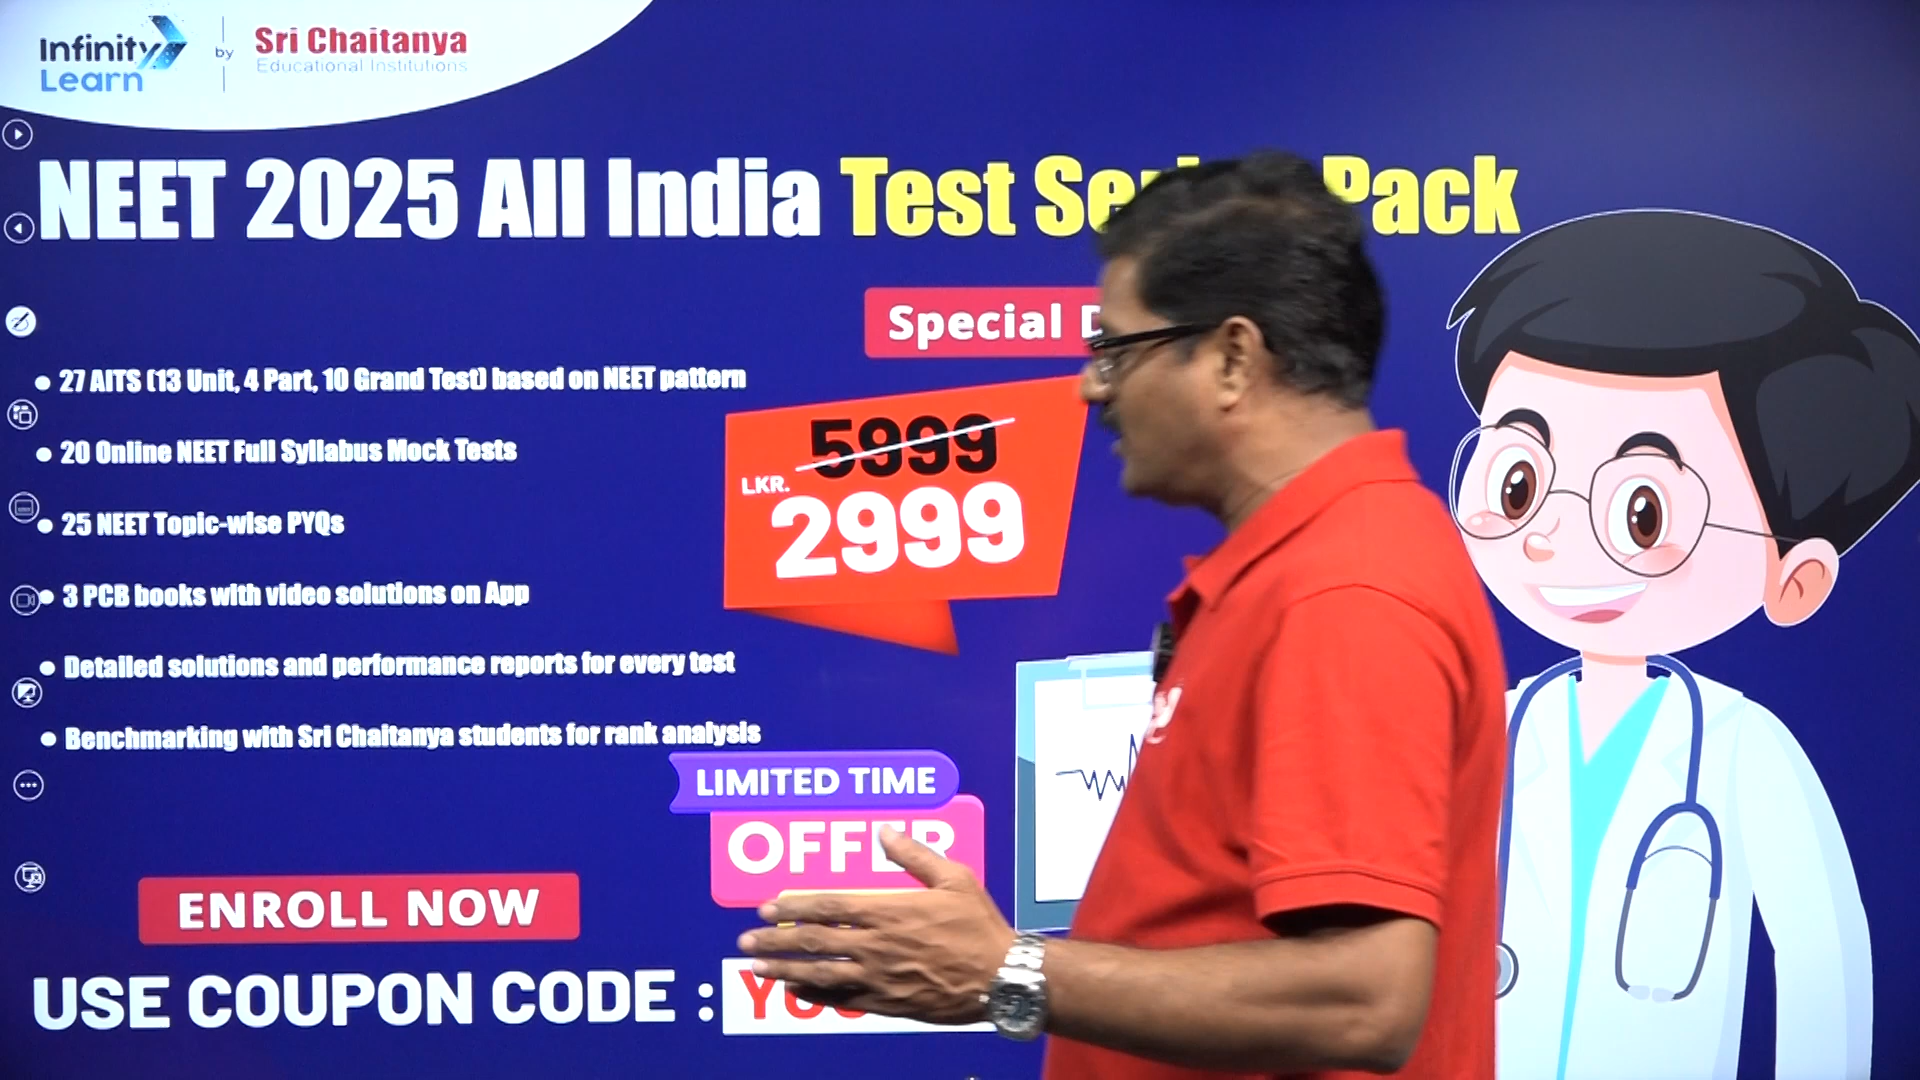 Infinity
Learn
by
Sri Chaitanya
Educational Institutions
NEET 2025 All India Test Pack
Special
27 AITS (13 Unit, 4 Part, 10 Grand Test) based on NEET pattern
20 Online NEET Full Syllabus Mock Tests
25 NEET Topic-wise PYQs
3 PCB books with video solutions on App
Detailed solutions and performance reports for every test
Benchmarking with Sri Chaitanya students for rank analysis
5999
LKR.
2999
LIMITED TIME
OFFER
ENROLL NOW
USE COUPON CODE :